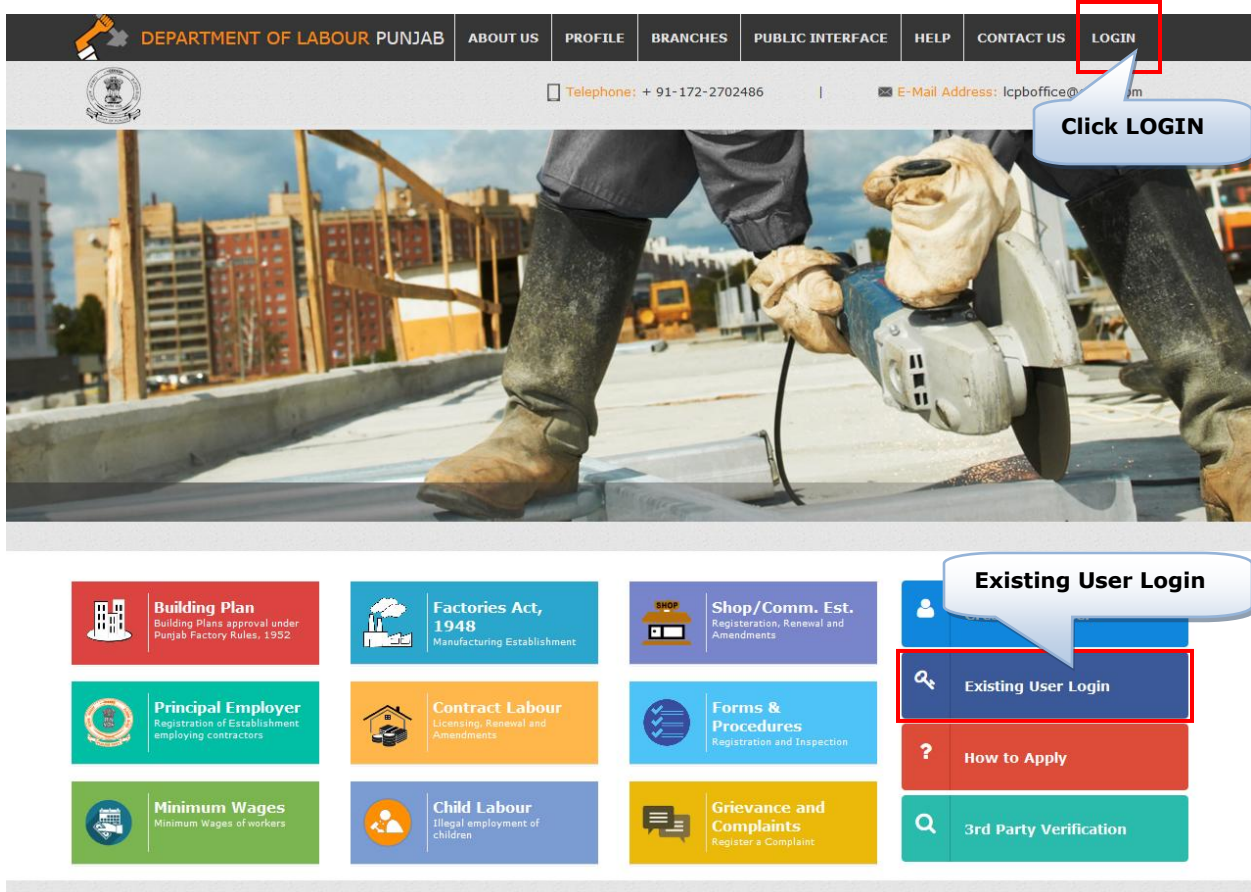 DEPARTMENT OF LABOUR PUNJAB
ABOUT US
PROFILE
BRANCHES
PUBLIC INTERFACE
HELP
CONTACT US
LOGIN
Telephone: + 91-172-2702486 | E-Mail Address: lcpboffice@
Click LOGIN
Existing User Login
Building Plan
Building Plans approval under
Punjab Factory Rules, 1952
Factories Act,
1948
Manufacturing Establishment
SHOP
Shop/Comm. Est.
Registeration, Renewal and
Amendments
Existing User Login
Principal Employer
Registration of Establishment
employing contractors
Contract Labour
Licensing, Renewal and
Amendments
Forms &
Procedures
Registration and Inspection
How to Apply
Minimum Wages
Minimum Wages of workers
Child Labour
Illegal employment of
children
Grievance and
Complaints
Register a Complaint
3rd Party Verification